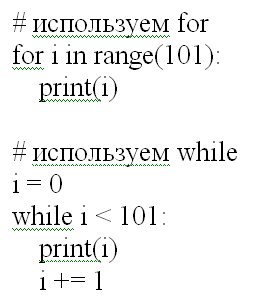 # используем for
for i in range(101):
    print(i)

# используем while
i = 0
while i < 101:
    print(i)
    i += 1